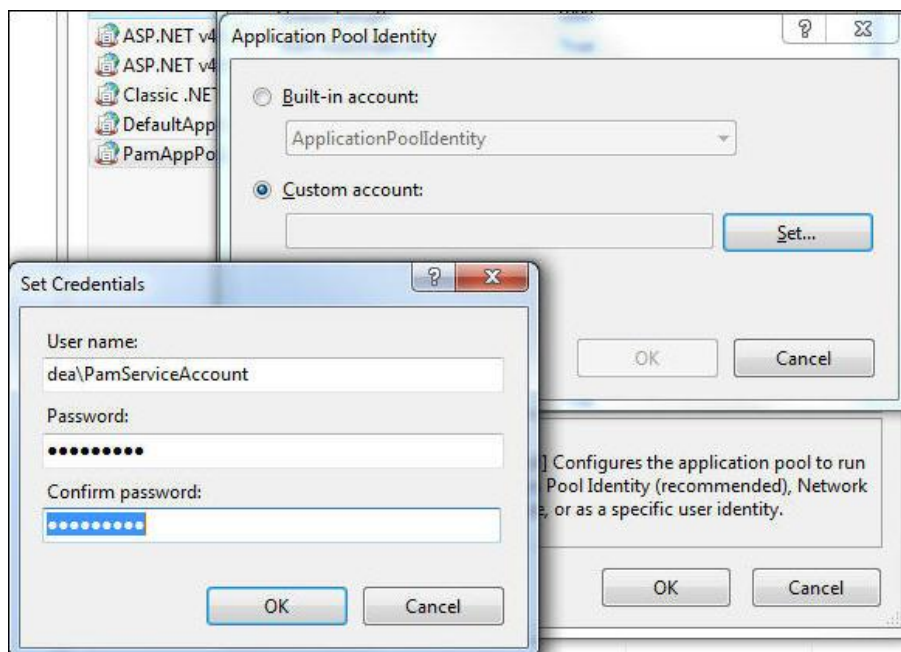 ASP.NET v4
ASP.NET v4
Classic .NE
DefaultApp
PamAppPo
Application Pool Identity
Built-in account:
ApplicationPoolIdentity
Custom account:
Set...
OK
Cancel
Set Credentials
User name:
dea\PamServiceAccount
Password:
•••••••••
Confirm password:
•••••••••
OK
Cancel
] Configures the application pool to run
Pool Identity (recommended), Network
, or as a specific user identity.
OK
Cancel